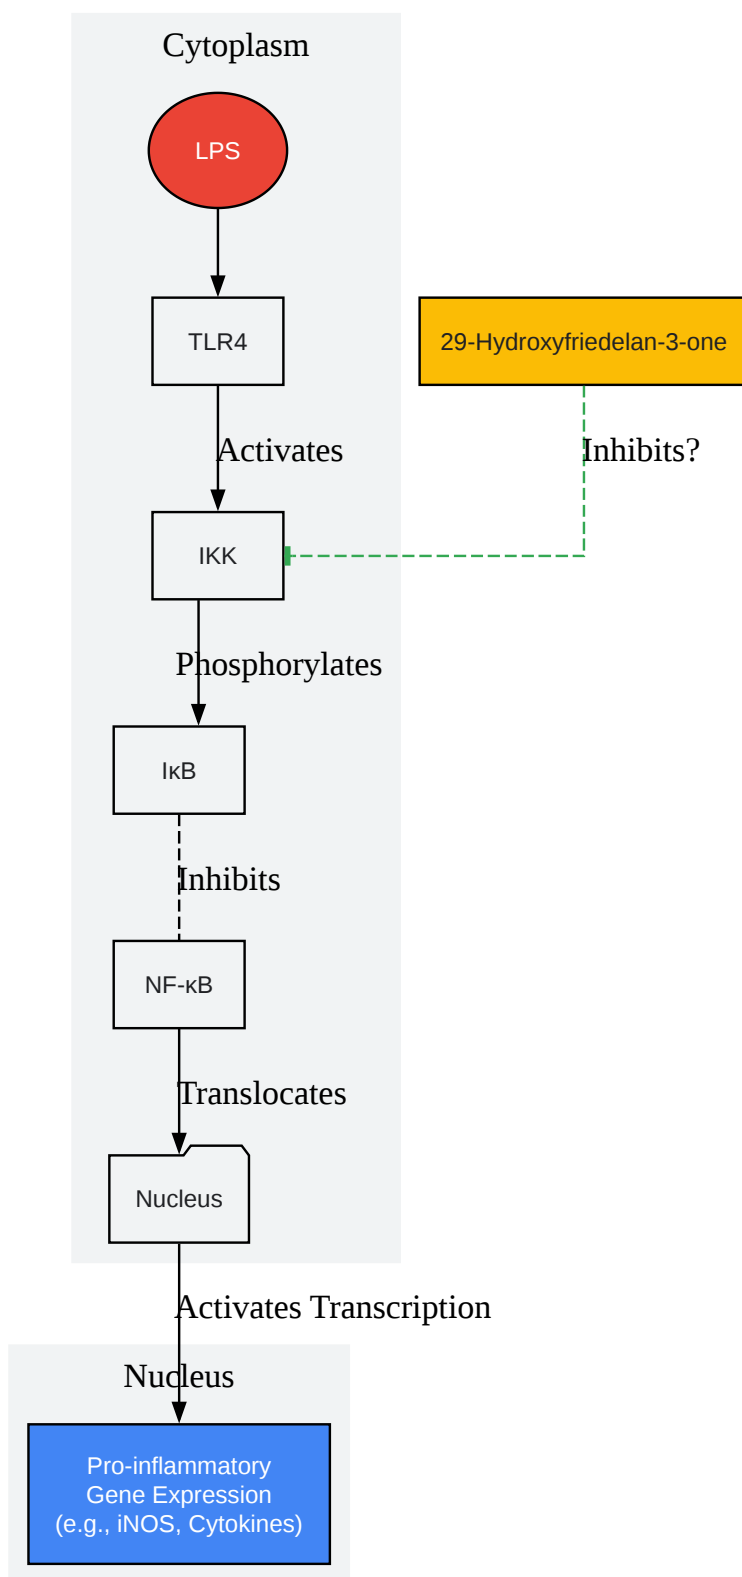 Cytoplasm
LPS
TLR4
29-Hydroxyfriedelan-3-one
Activates
Inhibits?
IKK
Phosphorylates
IκB
Inhibits
NF-κB
Translocates
Nucleus
Activates Transcription
Nucleus
Pro-inflammatory
Gene Expression
(e.g., iNOS, Cytokines)